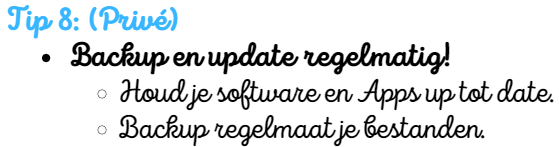 Tip 8: (Privé)
• Backup en update regelmatig!
○ Houd je software en Apps up tot date.
○ Backup regelmaat je bestanden.